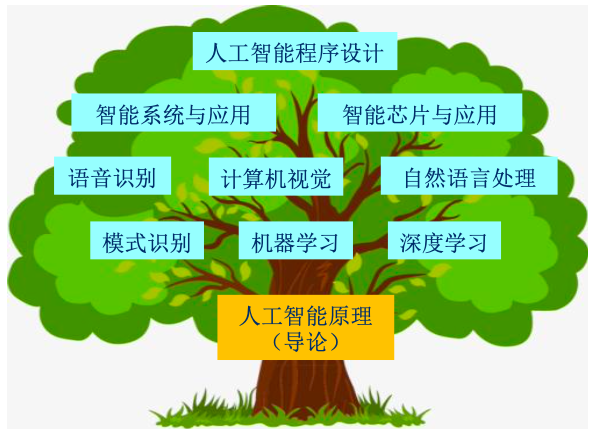 人工智能程序设计
智能系统与应用
智能芯片与应用
语音识别
计算机视觉
自然语言处理
模式识别
机器学习
深度学习
人工智能原理
（导论）